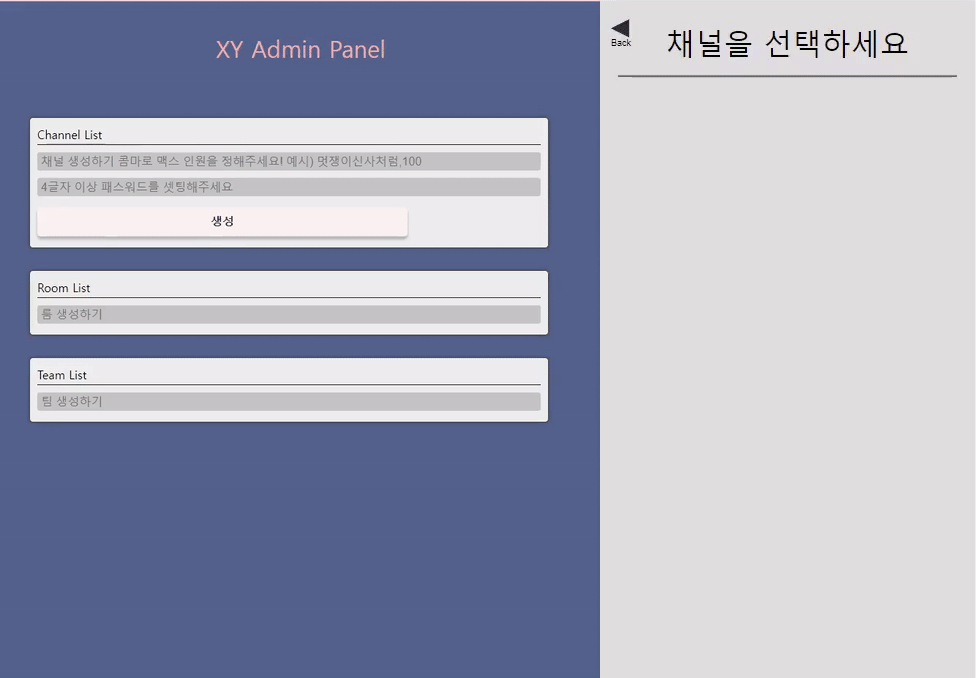 XY Admin Panel
Channel List
채널 생성하기 콤마로 맥스 인원을 정해주세요! 예시) 멋쟁이신사처럼,100
4글자 이상 패스워드를 셋팅해주세요
생성
Room List
룸 생성하기
Team List
팀 생성하기
Back
채널을 선택하세요